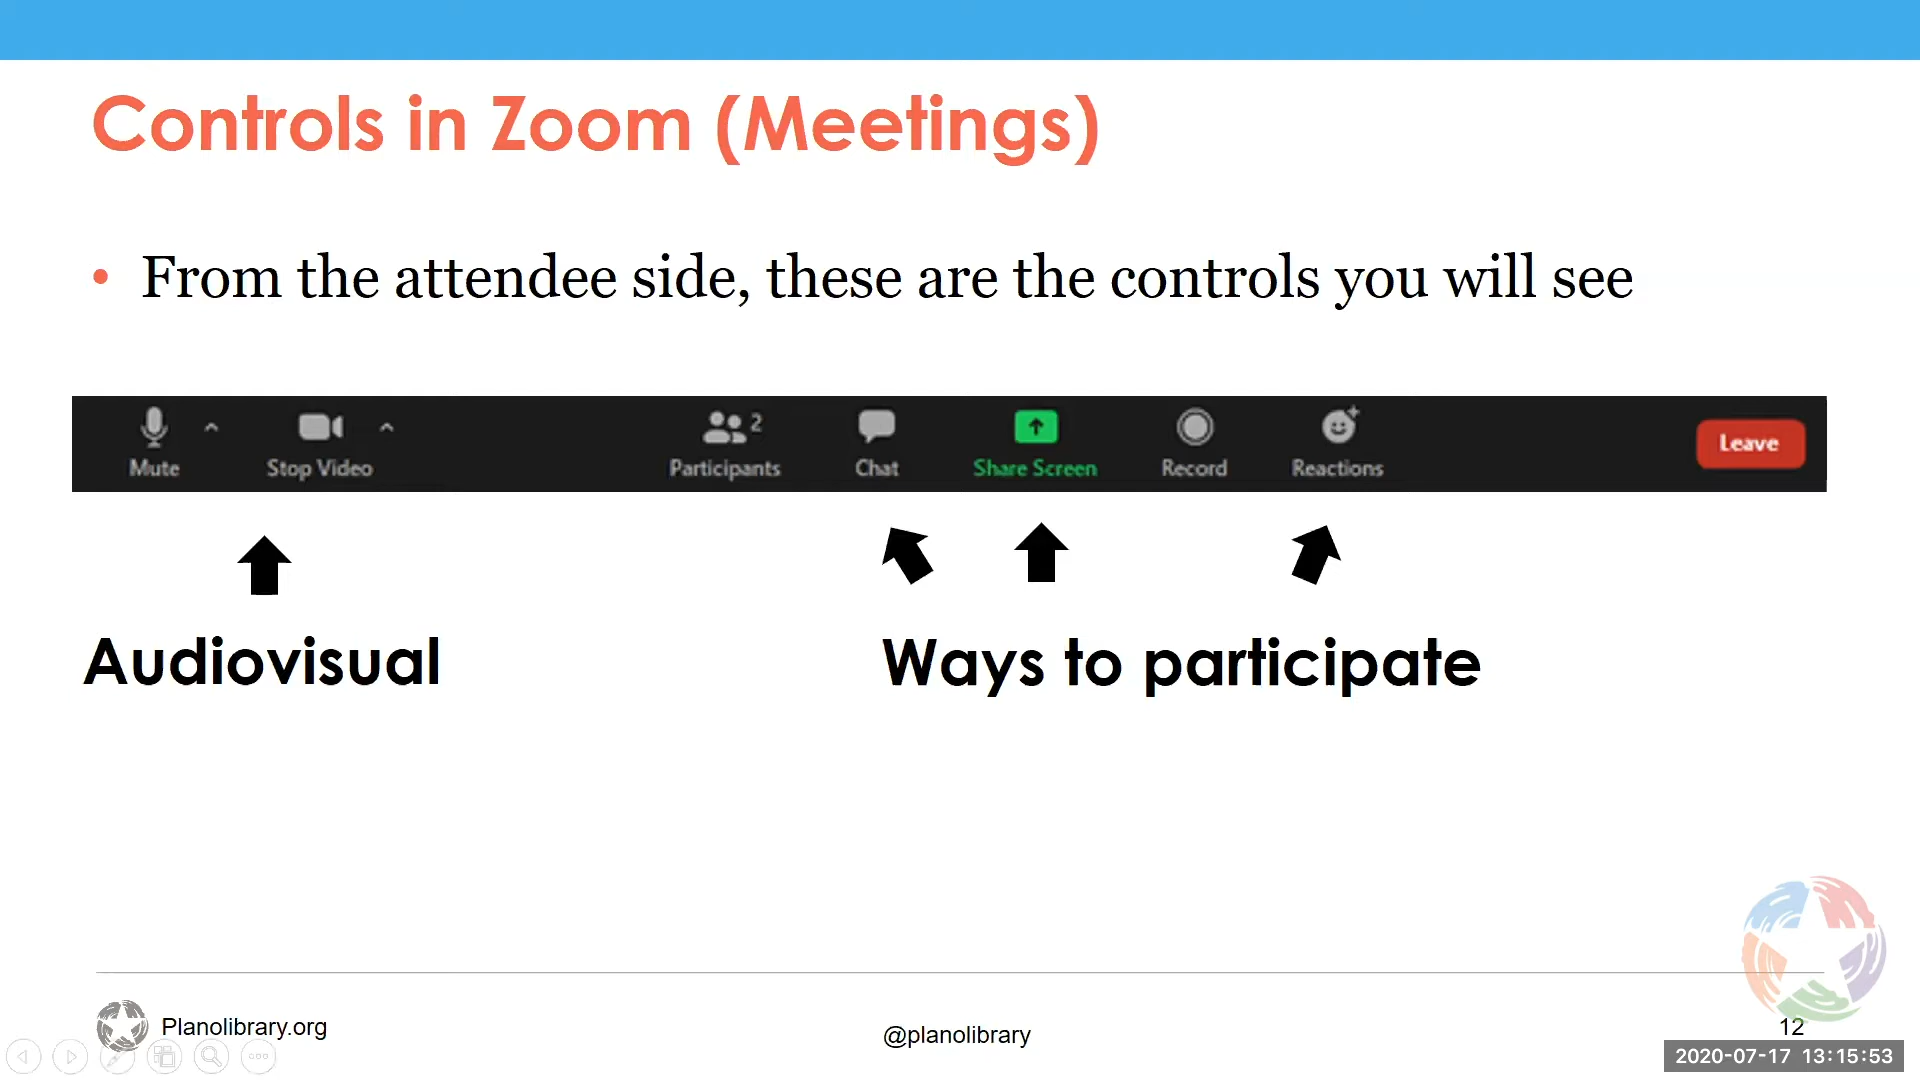 Controls in Zoom (Meetings)
• From the attendee side, these are the controls you will see
Mute Stop Video Participants 2 Chat Share Screen Record Reactions Leave
Audiovisual Ways to participate
Planolibrary.org @planolibrary 12
2020-07-17 13:15:53